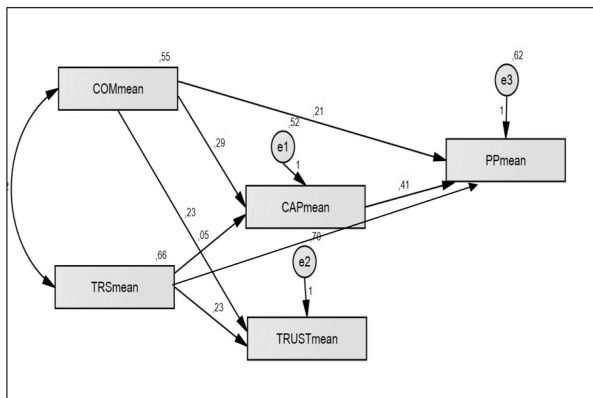 ,55
,62
COMmean
e3
,21
1
,52
e1
PPmean
,29
1
CAPmean
,41
,23
,05
,70
,66
e2
TRSmean
1
,23
TRUSTmean